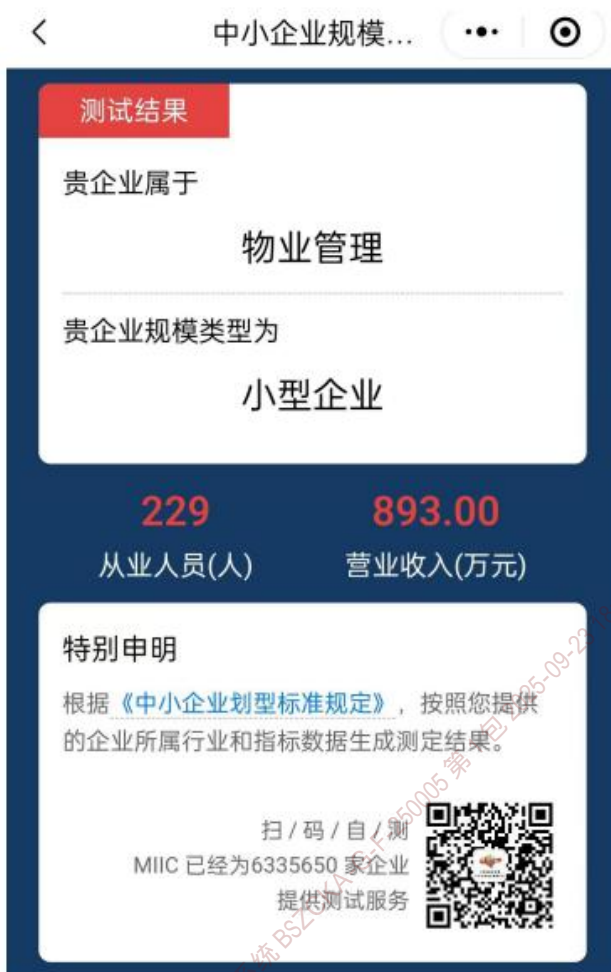 中小企业规模...
测试结果
贵企业属于
物业管理
贵企业规模类型为
小型企业
229
893.00
从业人员(人)
营业收入(万元)
特别申明
根据《中小企业划型标准规定》，按照您提供
的企业所属行业和指标数据生成测定结果。
扫/码/自/测
MIIC 已经为6335650 家企业
提供测试服务